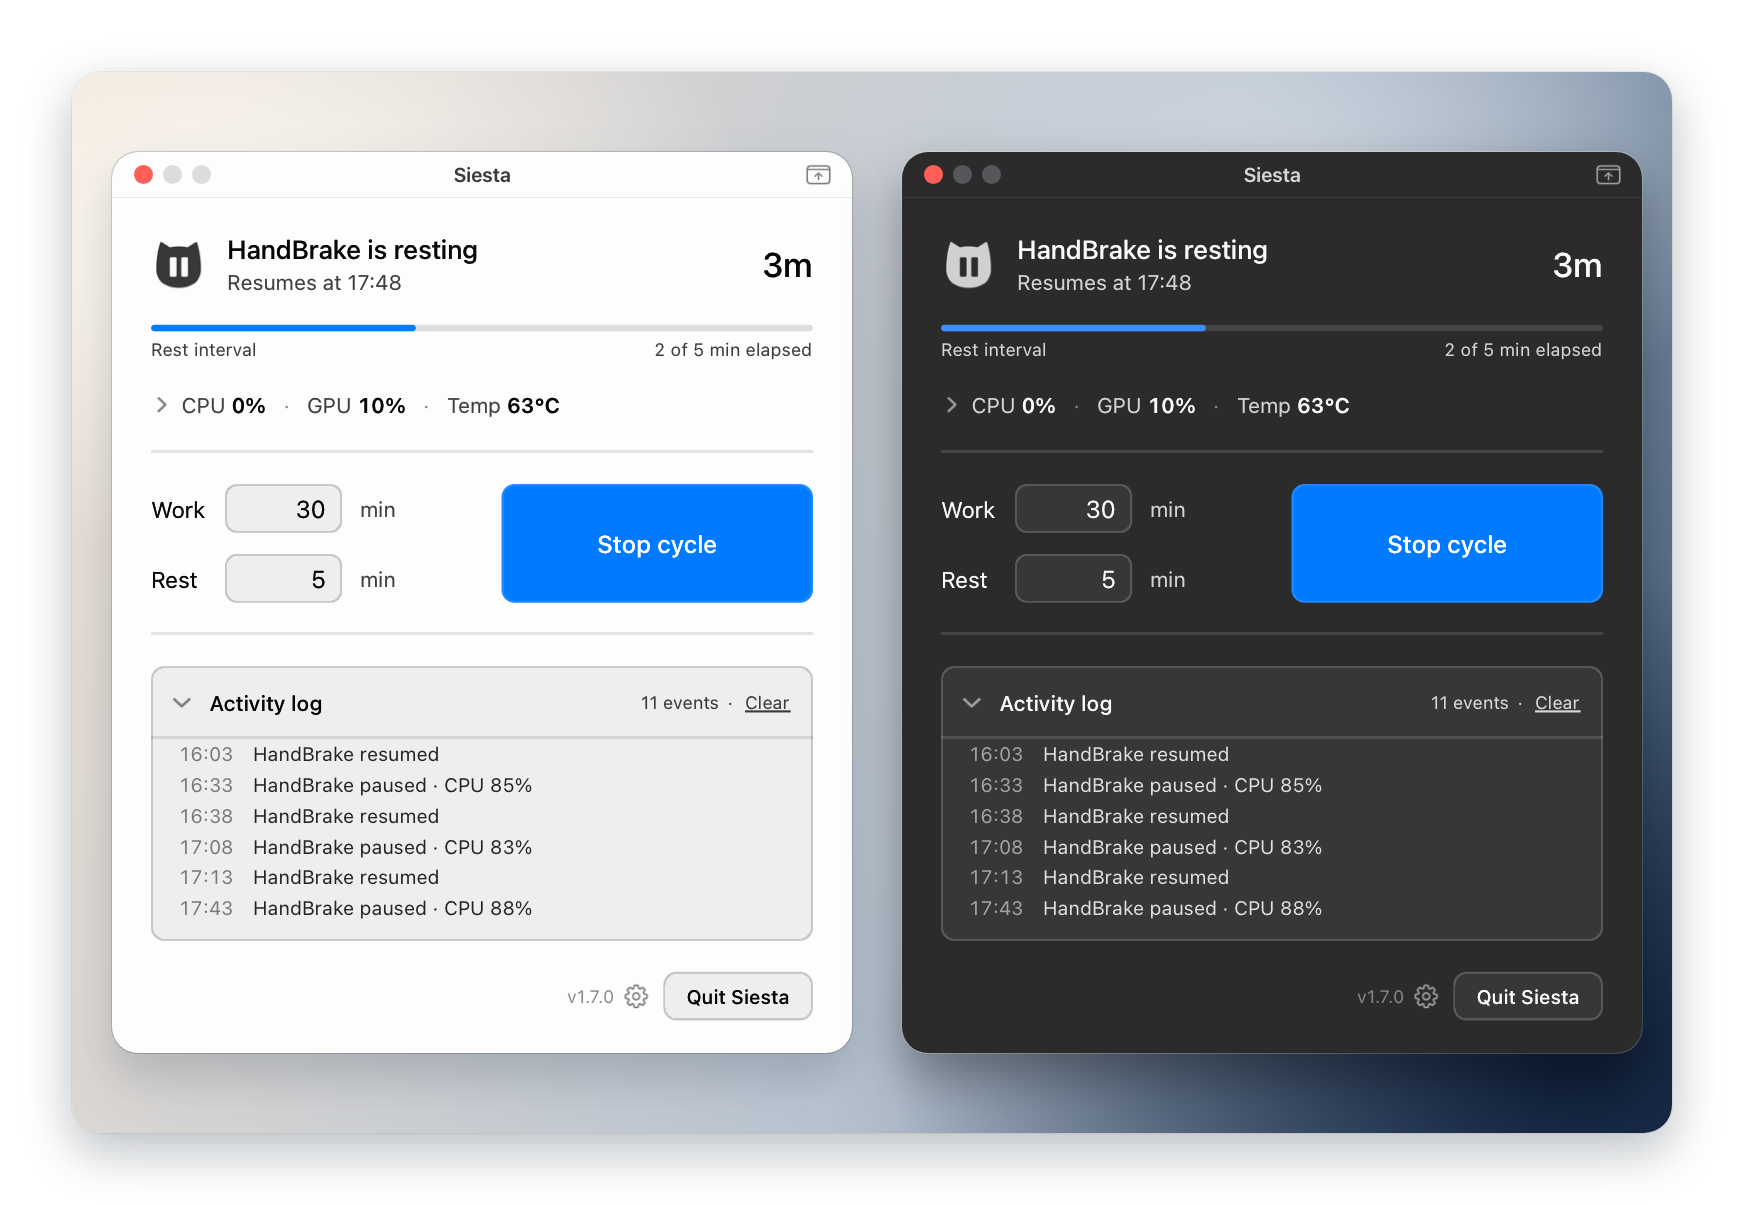 Siesta
HandBrake is resting
Resumes at 17:48
3m
Rest interval
2 of 5 min elapsed
CPU 0% · GPU 10% · Temp 63°C
Work 30 min
Rest 5 min
Stop cycle
Activity log
11 events · Clear
16:03 HandBrake resumed
16:33 HandBrake paused · CPU 85%
16:38 HandBrake resumed
17:08 HandBrake paused · CPU 83%
17:13 HandBrake resumed
17:43 HandBrake paused · CPU 88%
v1.7.0
Quit Siesta
Siesta
HandBrake is resting
Resumes at 17:48
3m
Rest interval
2 of 5 min elapsed
CPU 0% · GPU 10% · Temp 63°C
Work 30 min
Rest 5 min
Stop cycle
Activity log
11 events · Clear
16:03 HandBrake resumed
16:33 HandBrake paused · CPU 85%
16:38 HandBrake resumed
17:08 HandBrake paused · CPU 83%
17:13 HandBrake resumed
17:43 HandBrake paused · CPU 88%
v1.7.0
Quit Siesta